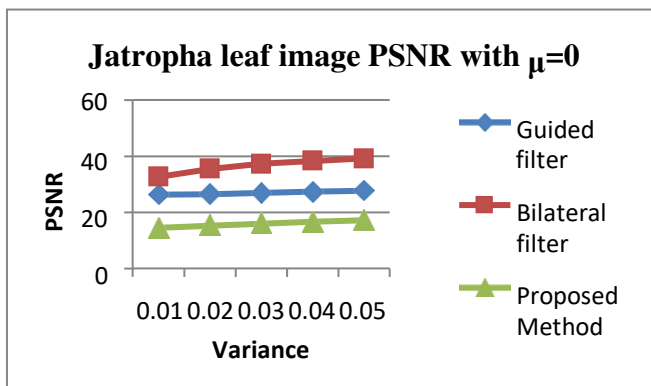 Jatropha leaf image PSNR with μ=0
60
40
20
0
PSNR
0.01 0.02 0.03 0.04 0.05
Variance
Guided
filter
Bilateral
filter
Proposed
Method